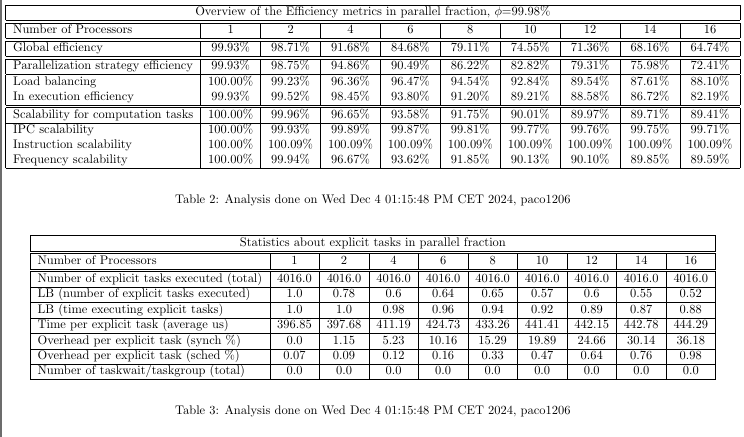 Overview of the Efficiency metrics in parallel fraction, ϕ=99.98%
Number of Processors 1 2 4 6 8 10 12 14 16
Global efficiency 99.93% 98.71% 91.68% 84.68% 79.11% 74.55% 71.36% 68.16% 64.74%
Parallelization strategy efficiency 99.93% 98.75% 94.86% 90.49% 86.22% 82.82% 79.31% 75.98% 72.41%
Load balancing 100.00% 99.23% 96.36% 96.47% 94.54% 92.84% 89.54% 87.61% 88.10%
In execution efficiency 99.93% 99.52% 98.45% 93.80% 91.20% 89.21% 88.58% 86.72% 82.19%
Scalability for computation tasks 100.00% 99.96% 96.65% 93.58% 91.75% 90.01% 89.97% 89.71% 89.41%
IPC scalability 100.00% 99.93% 99.89% 99.87% 99.81% 99.77% 99.76% 99.75% 99.71%
Instruction scalability 100.00% 100.09% 100.09% 100.09% 100.09% 100.09% 100.09% 100.09% 100.09%
Frequency scalability 100.00% 99.94% 96.67% 93.62% 91.85% 90.13% 90.10% 89.85% 89.59%
Table 2: Analysis done on Wed Dec 4 01:15:48 PM CET 2024, paco1206
Statistics about explicit tasks in parallel fraction
Number of Processors 1 2 4 6 8 10 12 14 16
Number of explicit tasks executed (total) 4016.0 4016.0 4016.0 4016.0 4016.0 4016.0 4016.0 4016.0 4016.0
LB (number of explicit tasks executed) 1.0 0.78 0.6 0.64 0.65 0.57 0.6 0.55 0.52
LB (time executing explicit tasks) 1.0 1.0 0.98 0.96 0.94 0.92 0.89 0.87 0.88
Time per explicit task (average us) 396.85 397.68 411.19 424.73 433.26 441.41 442.15 442.78 444.29
Overhead per explicit task (synch %) 0.0 1.15 5.23 10.16 15.29 19.89 24.66 30.14 36.18
Overhead per explicit task (sched %) 0.07 0.09 0.12 0.16 0.33 0.47 0.64 0.76 0.98
Number of taskwait/taskgroup (total) 0.0 0.0 0.0 0.0 0.0 0.0 0.0 0.0 0.0
Table 3: Analysis done on Wed Dec 4 01:15:48 PM CET 2024, paco1206